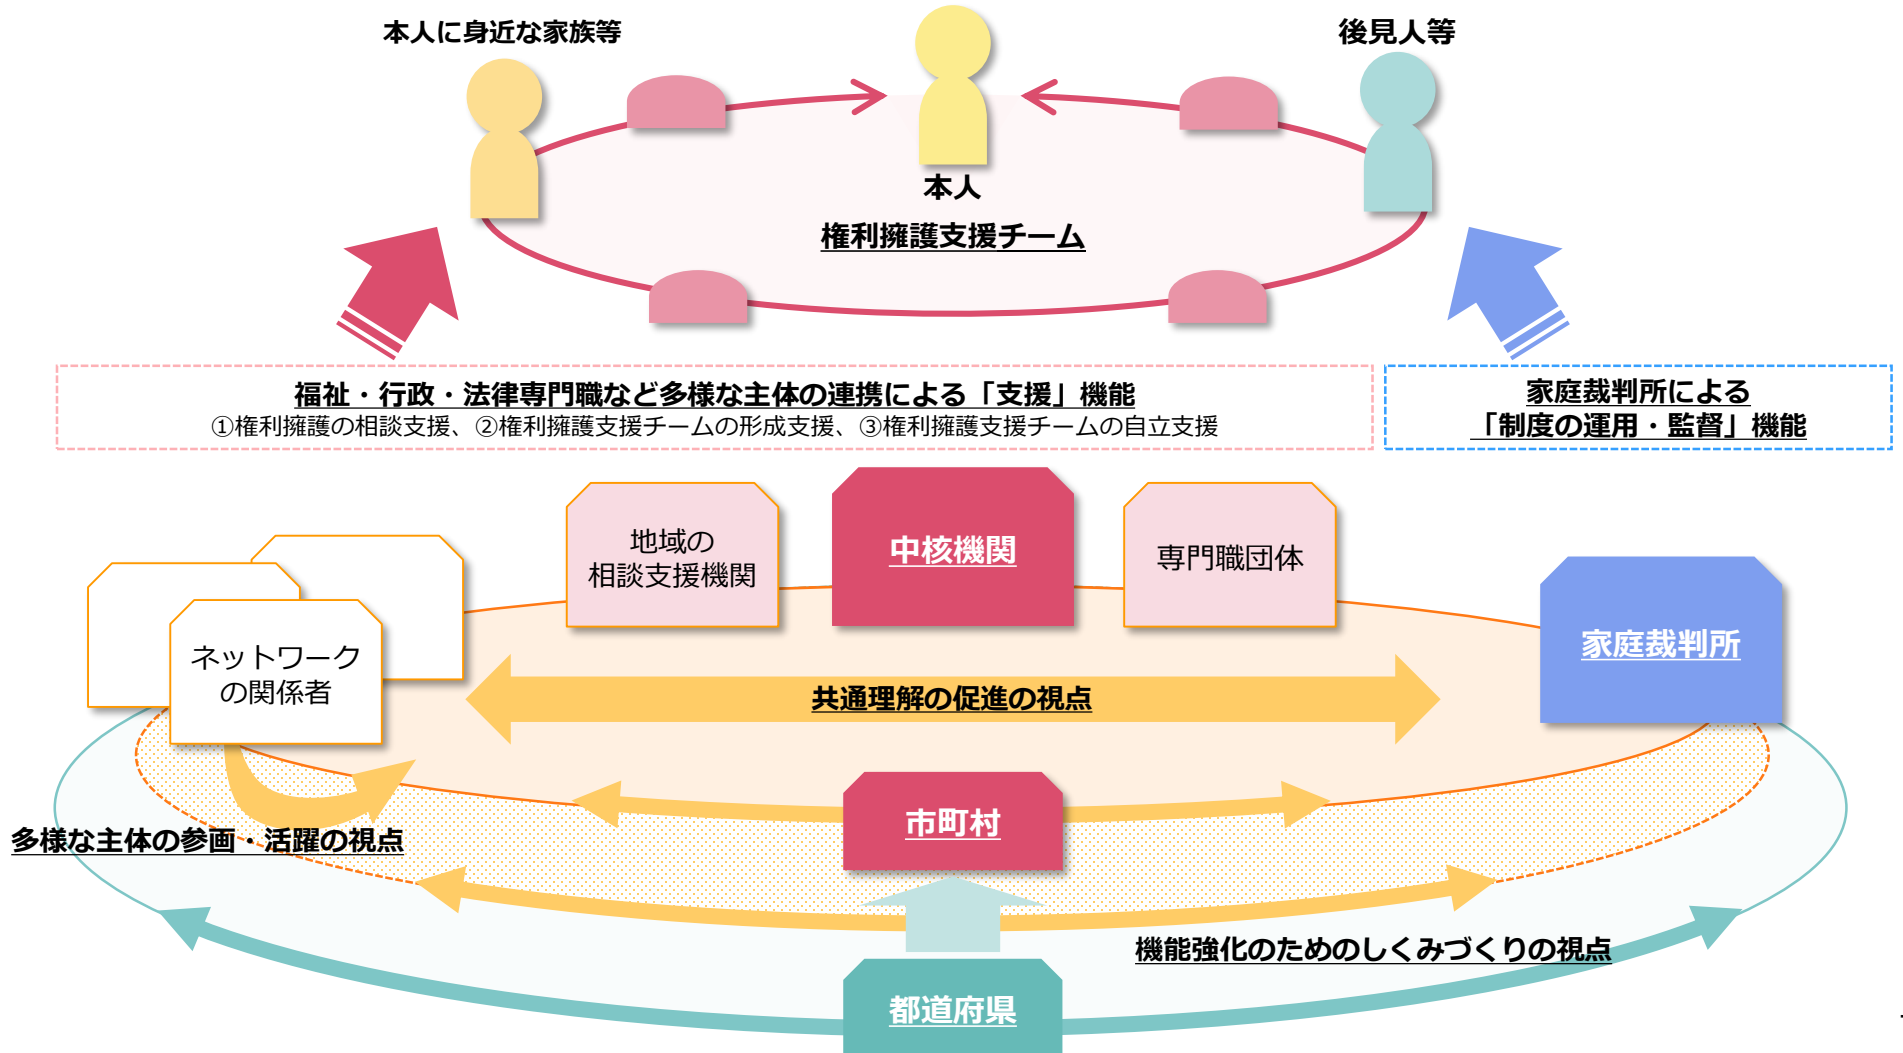 本人に身近な家族等
後見人等
本人
権利擁護支援チーム
福祉・行政・法律専門職など多様な主体の連携による「支援」機能
①権利擁護の相談支援、②権利擁護支援チームの形成支援、③権利擁護支援チームの自立支援
家庭裁判所による
「制度の運用・監督」機能
地域の
相談支援機関
中核機関
専門職団体
家庭裁判所
ネットワーク
の関係者
共通理解の促進の視点
市町村
多様な主体の参画・活躍の視点
機能強化のためのしくみづくりの視点
都道府県